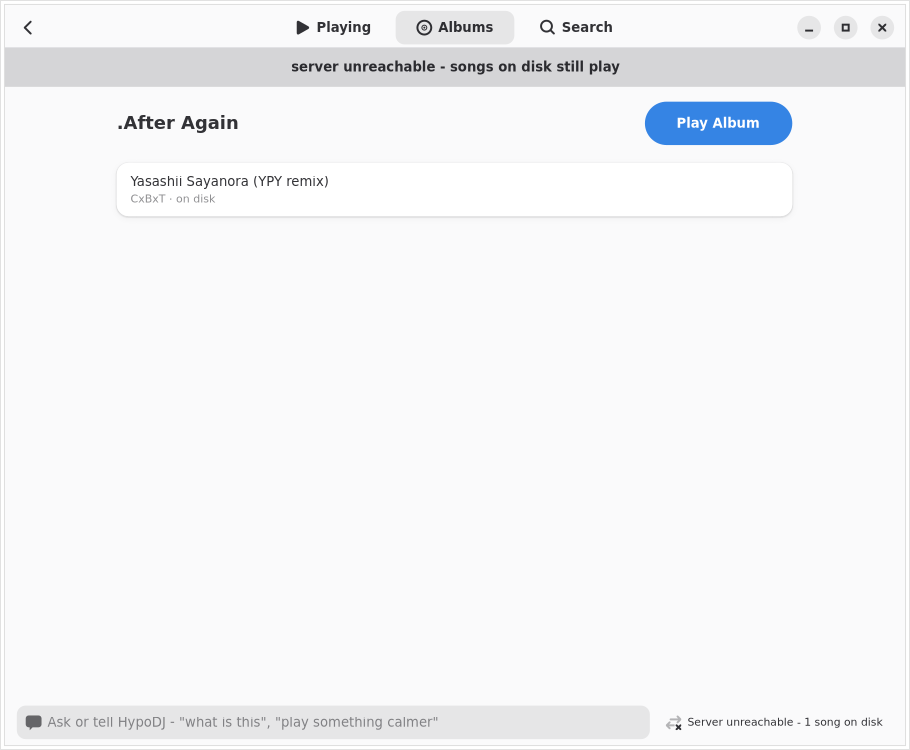 Playing
Albums
Search
server unreachable - songs on disk still play
.After Again
Play Album
Yasashii Sayanora (YPY remix)
CxBxT · on disk
Ask or tell HypoDJ - "what is this", "play something calmer"
Server unreachable - 1 song on disk